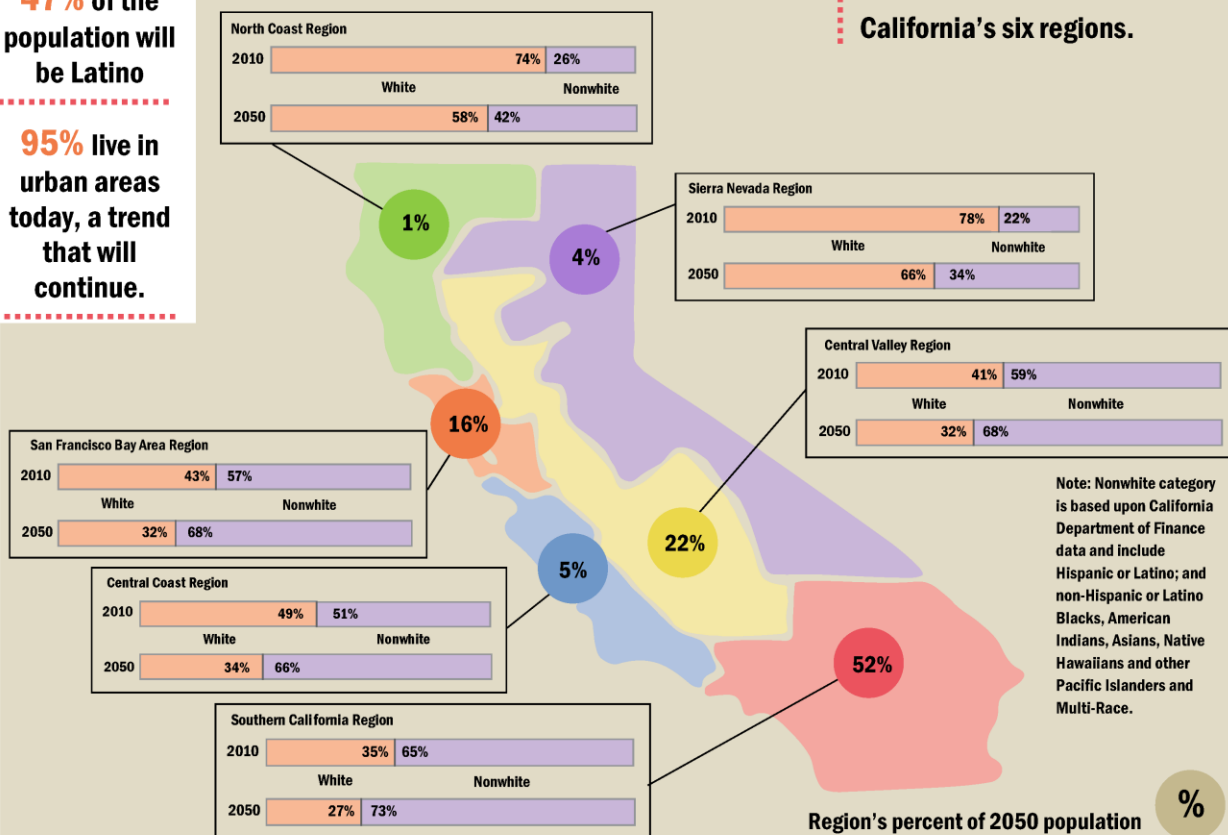 47% of the
population will
be Latino
95% live in
urban areas
today, a trend
that will
continue.
California's six regions.
North Coast Region
2010 74% 26%
White Nonwhite
2050 58% 42%
1%
Sierra Nevada Region
2010 78% 22%
White Nonwhite
2050 66% 34%
4%
Central Valley Region
2010 41% 59%
White Nonwhite
2050 32% 68%
22%
San Francisco Bay Area Region
2010 43% 57%
White Nonwhite
2050 32% 68%
16%
Central Coast Region
2010 49% 51%
White Nonwhite
2050 34% 66%
5%
Southern California Region
2010 35% 65%
White Nonwhite
2050 27% 73%
52%
Note: Nonwhite category
is based upon California
Department of Finance
data and include
Hispanic or Latino; and
non-Hispanic or Latino
Blacks, American
Indians, Asians, Native
Hawaiians and other
Pacific Islanders and
Multi-Race.
Region's percent of 2050 population %